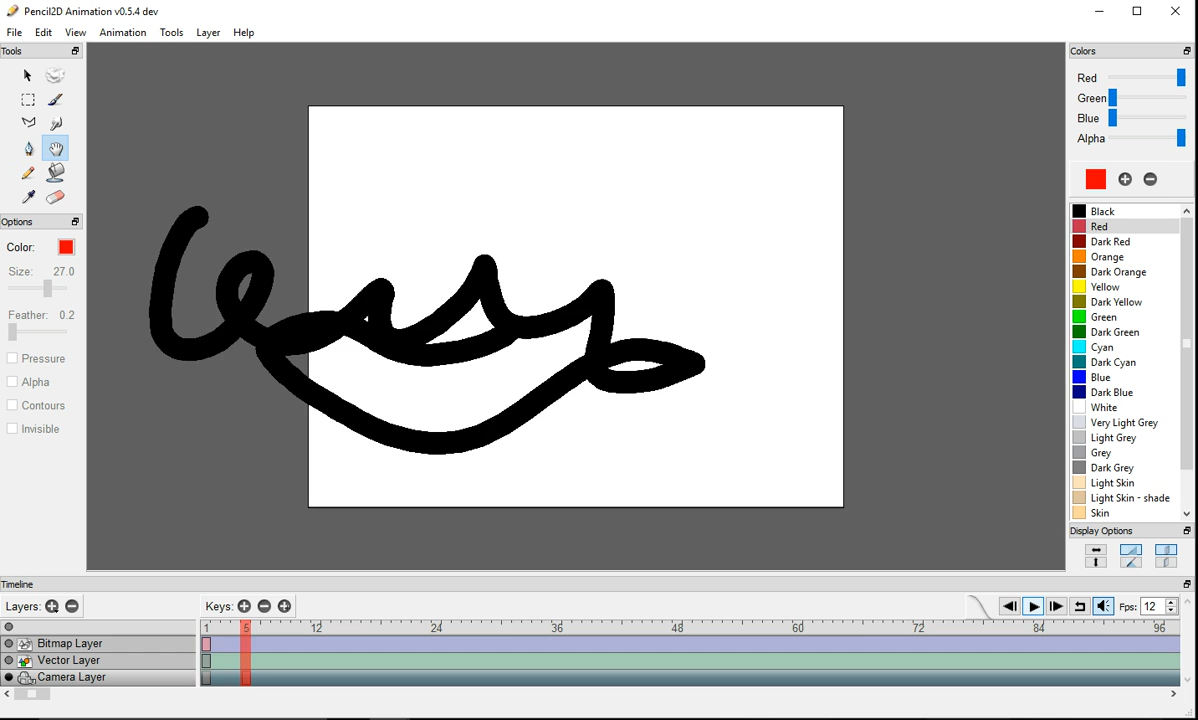 Pencil2D Animation v0.5.4 dev
File Edit View Animation Tools Layer Help
Tools
Options
Color:
Size: 27.0
Feather: 0.2
Pressure
Alpha
Contours
Invisible
Colors
Red
Green
Blue
Alpha
Black
Red
Dark Red
Orange
Dark Orange
Yellow
Dark Yellow
Green
Dark Green
Cyan
Dark Cyan
Blue
Dark Blue
White
Very Light Grey
Light Grey
Grey
Dark Grey
Light Skin
Light Skin - shade
Skin
Display Options
Timeline
Layers: Keys: Fps: 12
1 5 12 24 36 48 60 72 84 96
Bitmap Layer
Vector Layer
Camera Layer